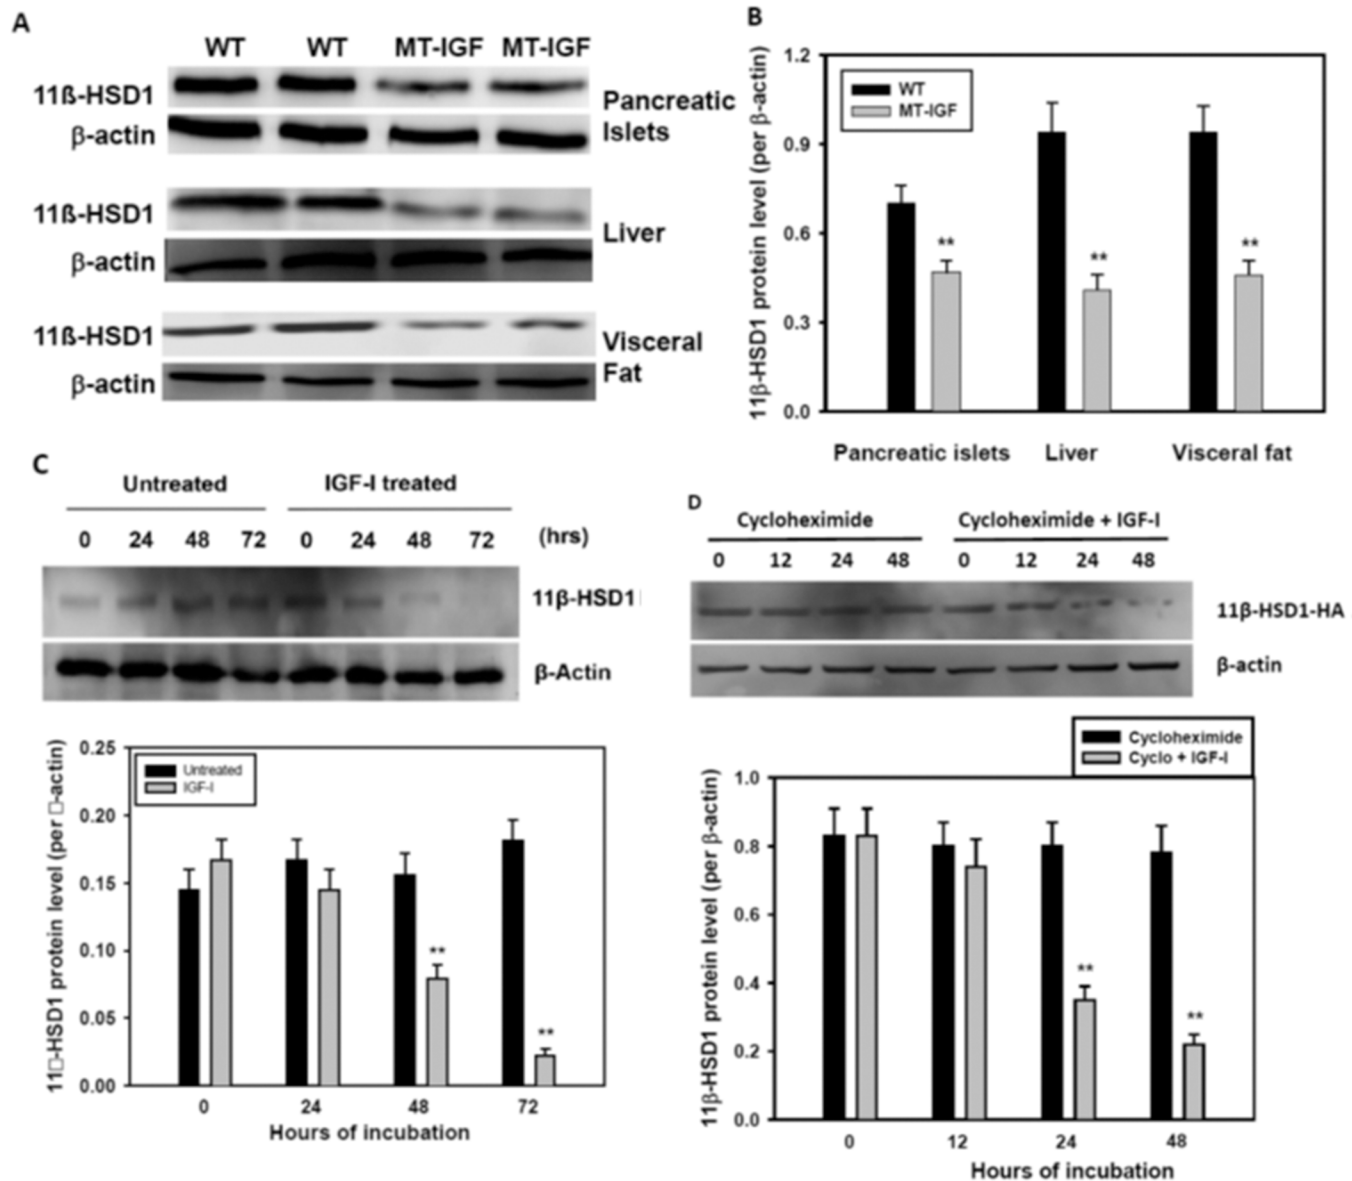 A
WT WT MT-IGF MT-IGF
11ß-HSD1
β-actin
Pancreatic
Islets
11ß-HSD1
β-actin
Liver
11ß-HSD1
β-actin
Visceral
Fat
B
11β-HSD1 protein level (per β-actin)
1.2
0.9
0.6
0.3
0.0
WT
MT-IGF
** ** **
Pancreatic islets Liver Visceral fat
C
Untreated IGF-I treated
0 24 48 72 0 24 48 72 (hrs)
11β-HSD1
β-Actin
11□-HSD1 protein level (per □-actin)
0.25
0.20
0.15
0.10
0.05
0.00
Untreated
IGF-I
**
**
0 24 48 72
Hours of incubation
D
Cycloheximide Cycloheximide + IGF-I
0 12 24 48 0 12 24 48
11β-HSD1-HA
β-actin
Cycloheximide
Cyclo + IGF-I
11β-HSD1 protein level (per β-actin)
1.0
0.8
0.6
0.4
0.2
0.0
**
**
0 12 24 48
Hours of incubation